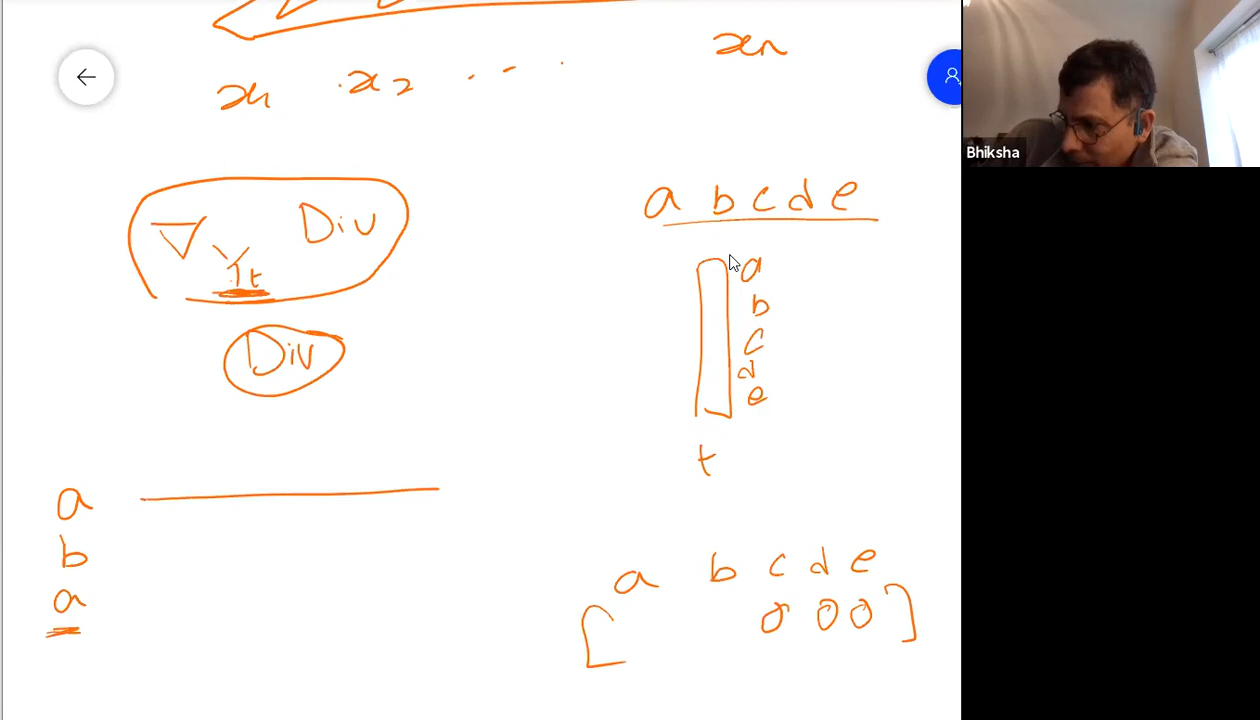 x1 x2 . . . xn
Bhiksha
∇Yt Div
Div
a b c d e
a
b
c
d
e
t
a
b
a
a b c d e
[ 0 0 0 ]